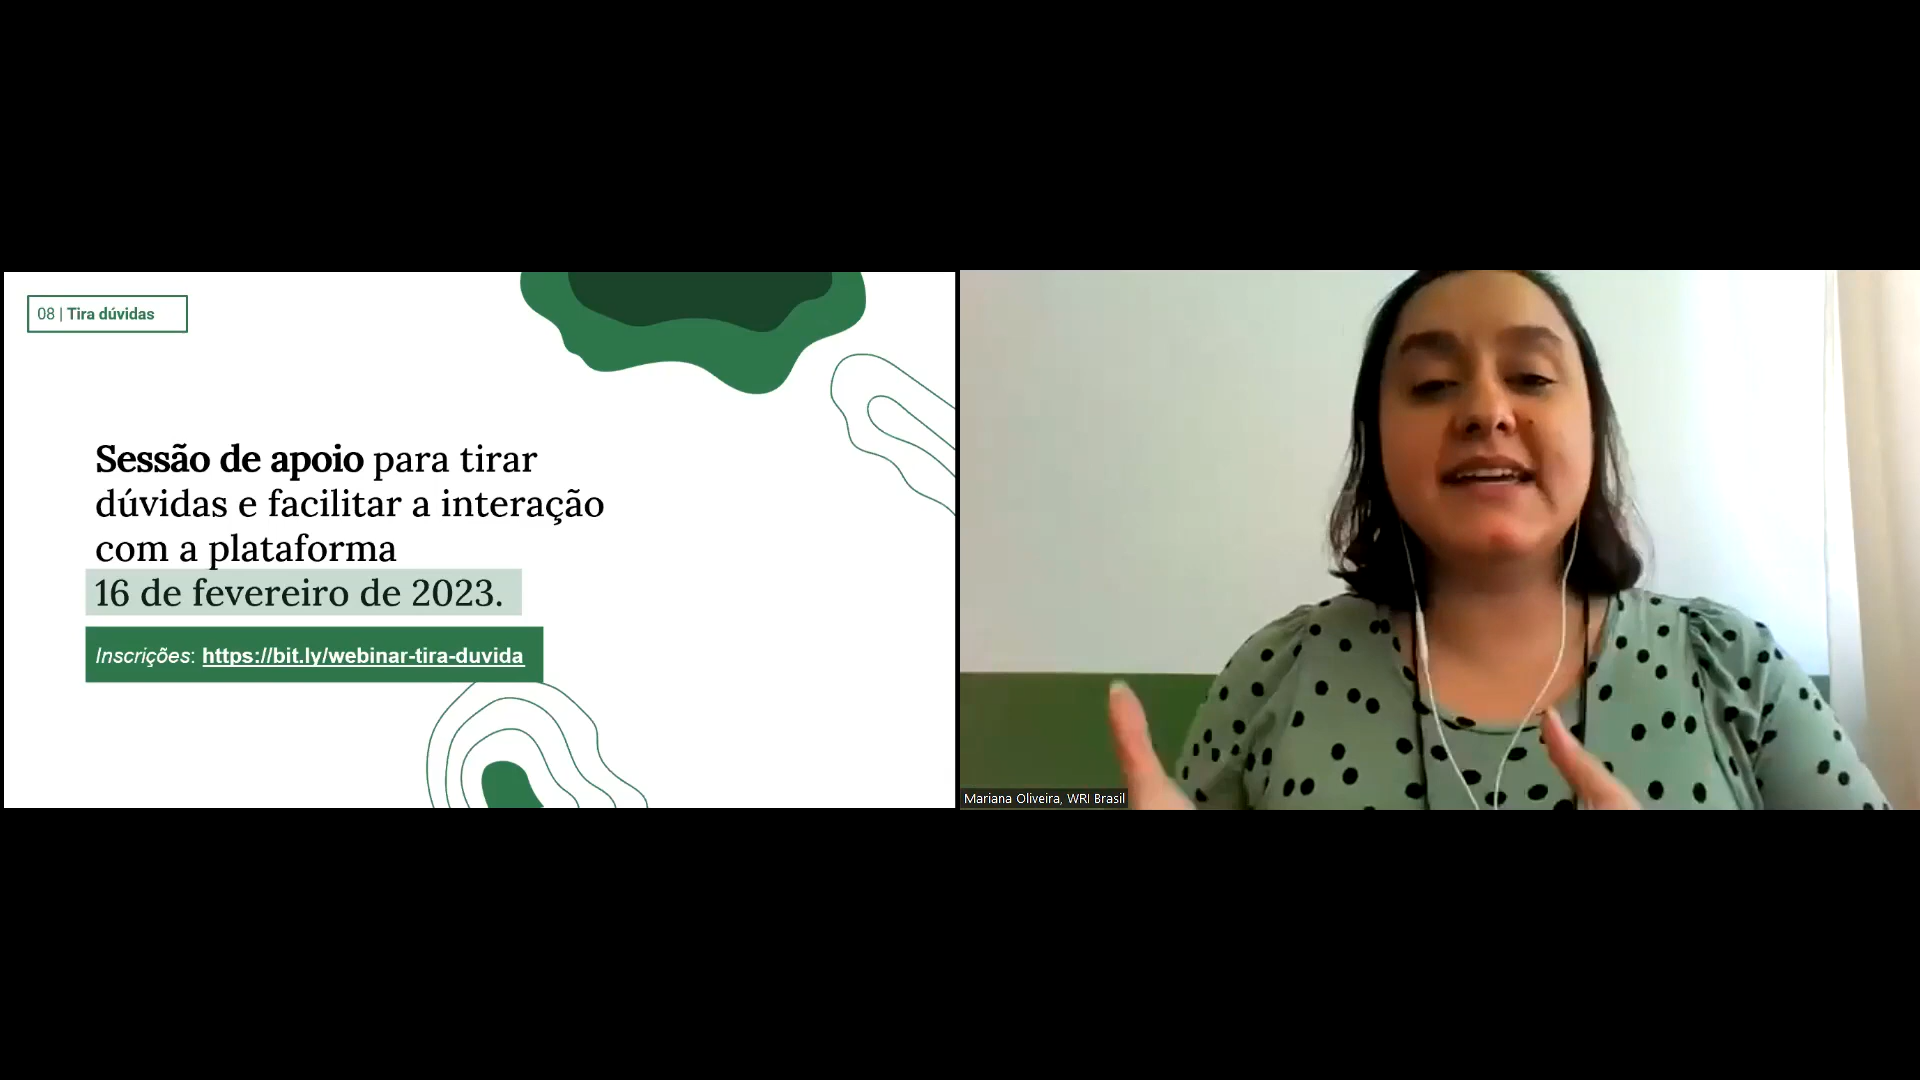 08 | Tira dúvidas
Sessão de apoio para tirar
dúvidas e facilitar a interação
com a plataforma
16 de fevereiro de 2023.
Inscrições: https://bit.ly/webinar-tira-duvida
Mariana Oliveira, WRI Brasil